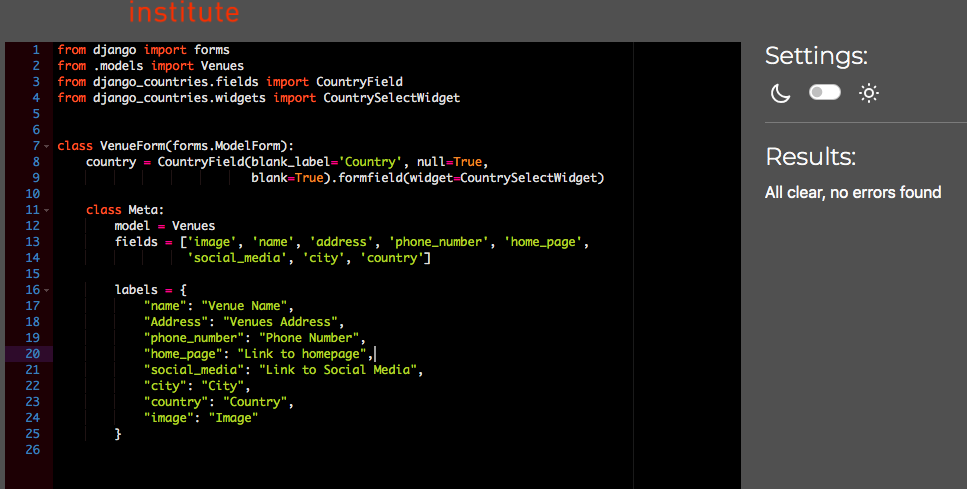 institute
1 from django import forms
2 from .models import Venues
3 from django_countries.fields import CountryField
4 from django_countries.widgets import CountrySelectWidget
5
6
7 class VenueForm(forms.ModelForm):
8 country = CountryField(blank_label='Country', null=True,
9 blank=True).formfield(widget=CountrySelectWidget)
10
11 class Meta:
12 model = Venues
13 fields = ['image', 'name', 'address', 'phone_number', 'home_page',
14 'social_media', 'city', 'country']
15
16 labels = {
17 "name": "Venue Name",
18 "Address": "Venues Address",
19 "phone_number": "Phone Number",
20 "home_page": "Link to homepage",
21 "social_media": "Link to Social Media",
22 "city": "City",
23 "country": "Country",
24 "image": "Image"
25 }
26
Settings:
Results:
All clear, no errors found